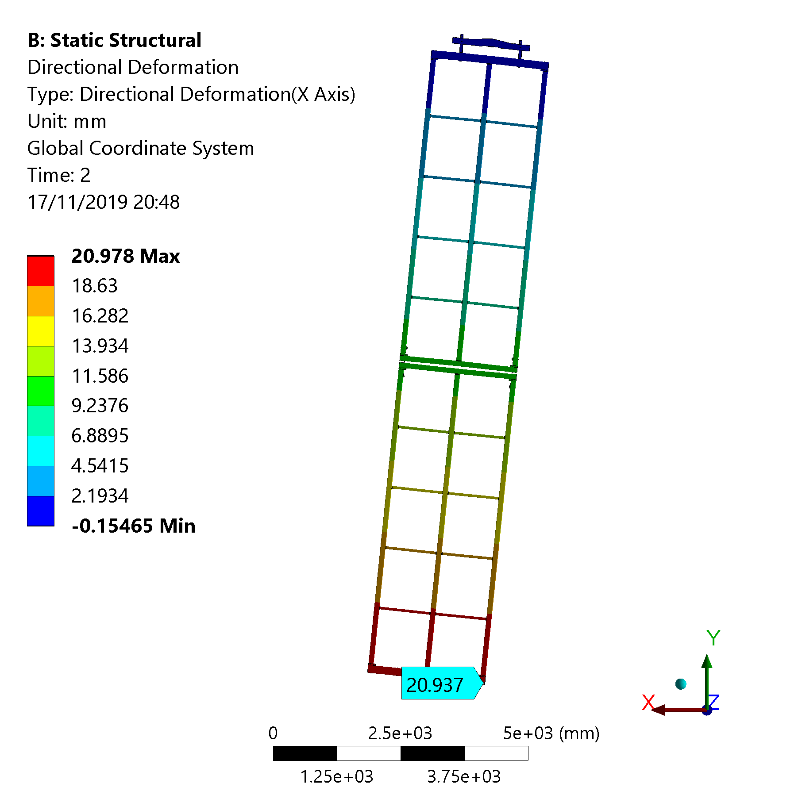 B: Static Structural
Directional Deformation
Type: Directional Deformation(X Axis)
Unit: mm
Global Coordinate System
Time: 2
17/11/2019 20:48
20.978 Max
18.63
16.282
13.934
11.586
9.2376
6.8895
4.5415
2.1934
-0.15465 Min
20.937
Y
X
Z
0
2.5e+03
5e+03 (mm)
1.25e+03
3.75e+03